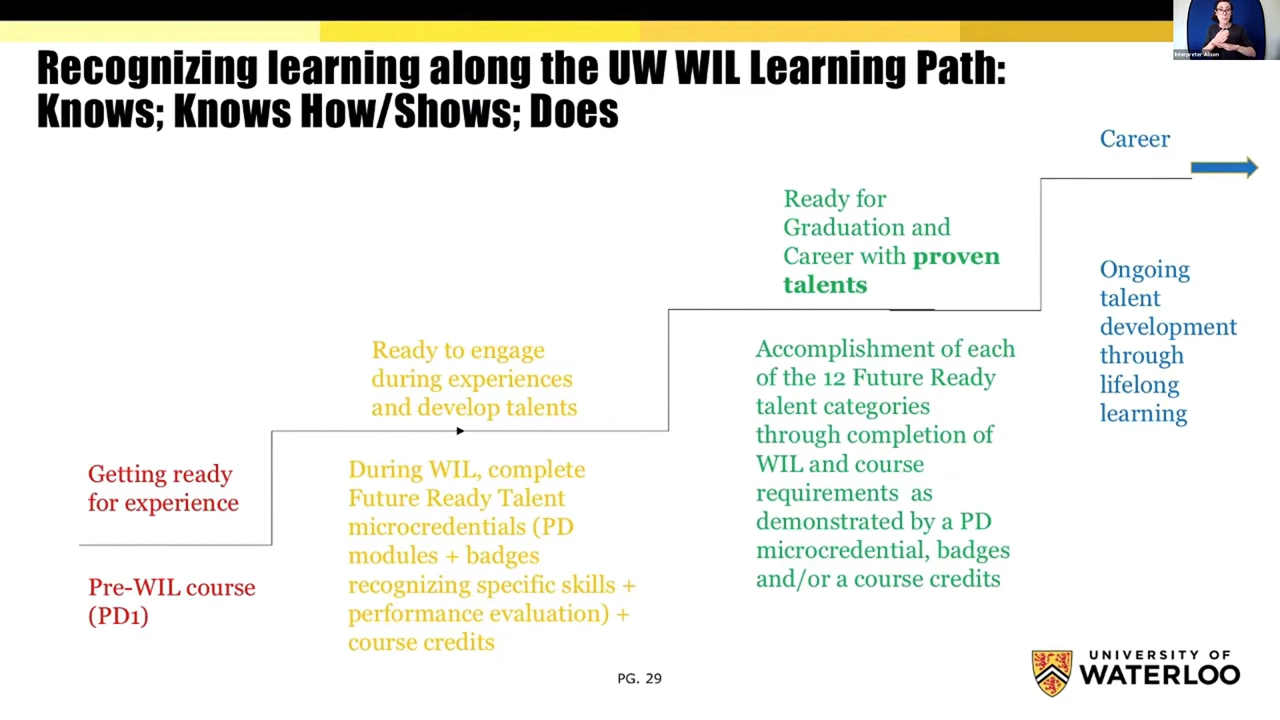 Recognizing learning along the UW WIL Learning Path:
Knows; Knows How/Shows; Does
Interpreter Alison
Getting ready
for experience
Pre-WIL course
(PD1)
Ready to engage
during experiences
and develop talents
During WIL, complete
Future Ready Talent
microcredentials (PD
modules + badges
recognizing specific skills +
performance evaluation) +
course credits
Ready for
Graduation and
Career with proven
talents
Accomplishment of each
of the 12 Future Ready
talent categories
through completion of
WIL and course
requirements as
demonstrated by a PD
microcredential, badges
and/or a course credits
Career
Ongoing
talent
development
through
lifelong
learning
PG. 29
UNIVERSITY OF
WATERLOO